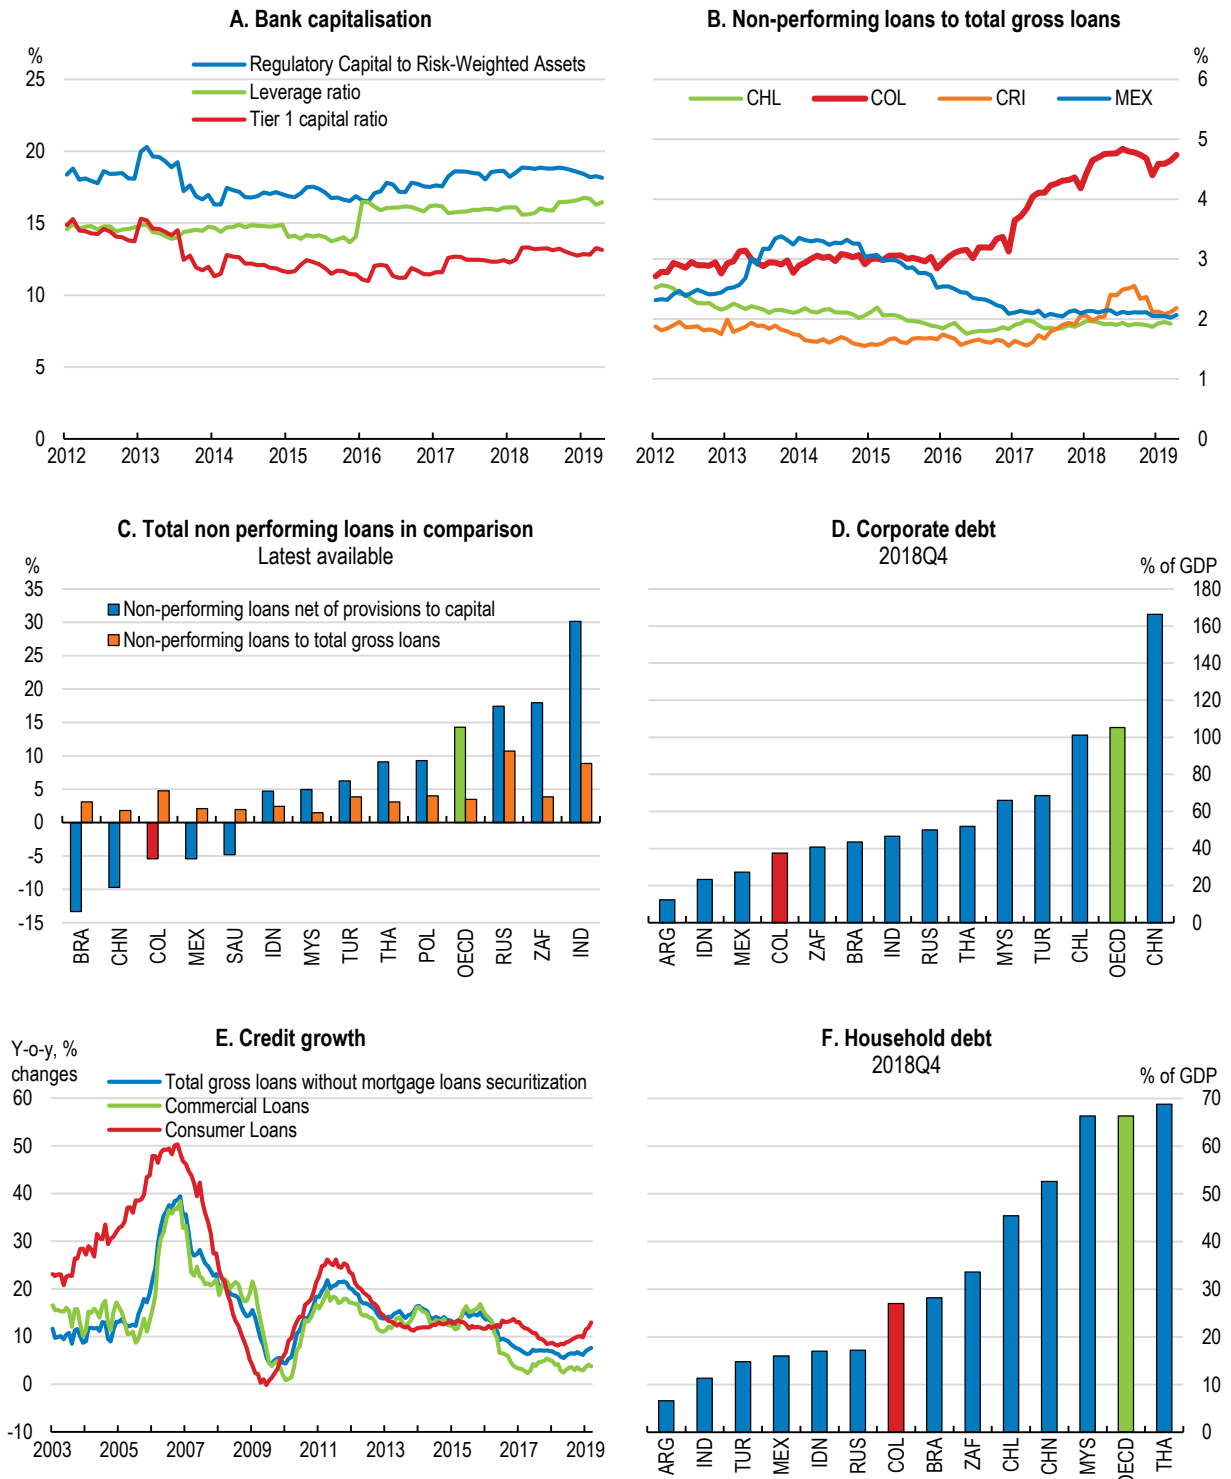 A. Bank capitalisation
%
Regulatory Capital to Risk-Weighted Assets
Leverage ratio
Tier 1 capital ratio
25
20
15
10
5
0
2012 2013 2014 2015 2016 2017 2018 2019
B. Non-performing loans to total gross loans
%
CHL COL CRI MEX
6
5
4
3
2
1
0
2012 2013 2014 2015 2016 2017 2018 2019
C. Total non performing loans in comparison
Latest available
%
Non-performing loans net of provisions to capital
Non-performing loans to total gross loans
35
30
25
20
15
10
5
0
-5
-10
-15
BRA CHN COL MEX SAU IDN MYS TUR THA POL OECD RUS ZAF IND
D. Corporate debt
2018Q4
% of GDP
180
160
140
120
100
80
60
40
20
0
ARG IDN MEX COL ZAF BRA IND RUS THA MYS TUR CHL OECD CHN
E. Credit growth
Y-o-y, %
changes
Total gross loans without mortgage loans securitization
Commercial Loans
Consumer Loans
60
50
40
30
20
10
0
-10
2003 2005 2007 2009 2011 2013 2015 2017 2019
F. Household debt
2018Q4
% of GDP
70
60
50
40
30
20
10
0
ARG IND TUR MEX IDN RUS COL BRA ZAF CHL CHN MYS OECD THA